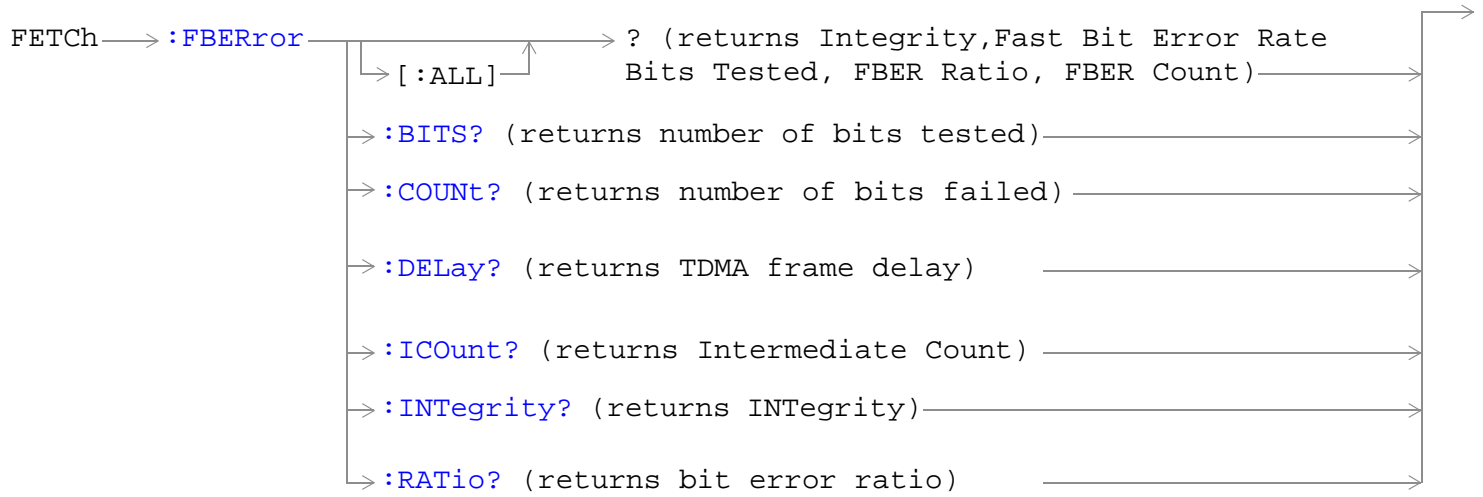 FETCh :FBERror ? (returns Integrity,Fast Bit Error Rate
[:ALL] Bits Tested, FBER Ratio, FBER Count)
:BITS? (returns number of bits tested)
:COUNt? (returns number of bits failed)
:DELay? (returns TDMA frame delay)
:ICOunt? (returns Intermediate Count)
:INTegrity? (returns INTegrity)
:RATio? (returns bit error ratio)